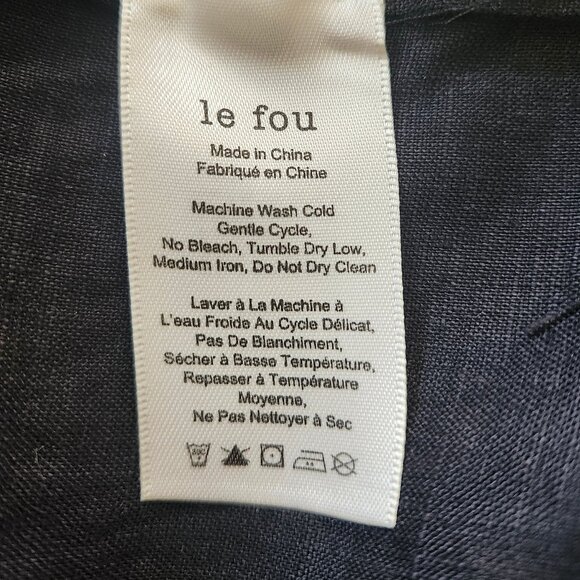 le fou
Made in China
Fabriqué en Chine
Machine Wash Cold
Gentle Cycle,
No Bleach, Tumble Dry Low,
Medium Iron, Do Not Dry Clean
Laver à La Machine à
L'eau Froide Au Cycle Délicat,
Pas De Blanchiment,
Sécher à Basse Température,
Repasser à Température
Moyenne,
Ne Pas Nettoyer à Sec